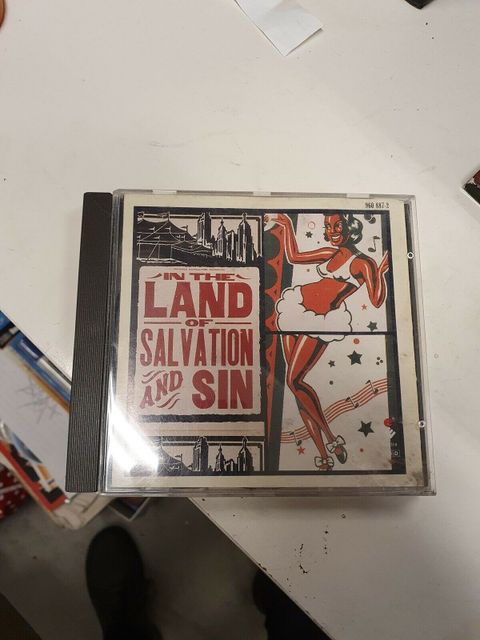 960 887-2
IN THE
LAND
OF
SALVATION
AND SIN